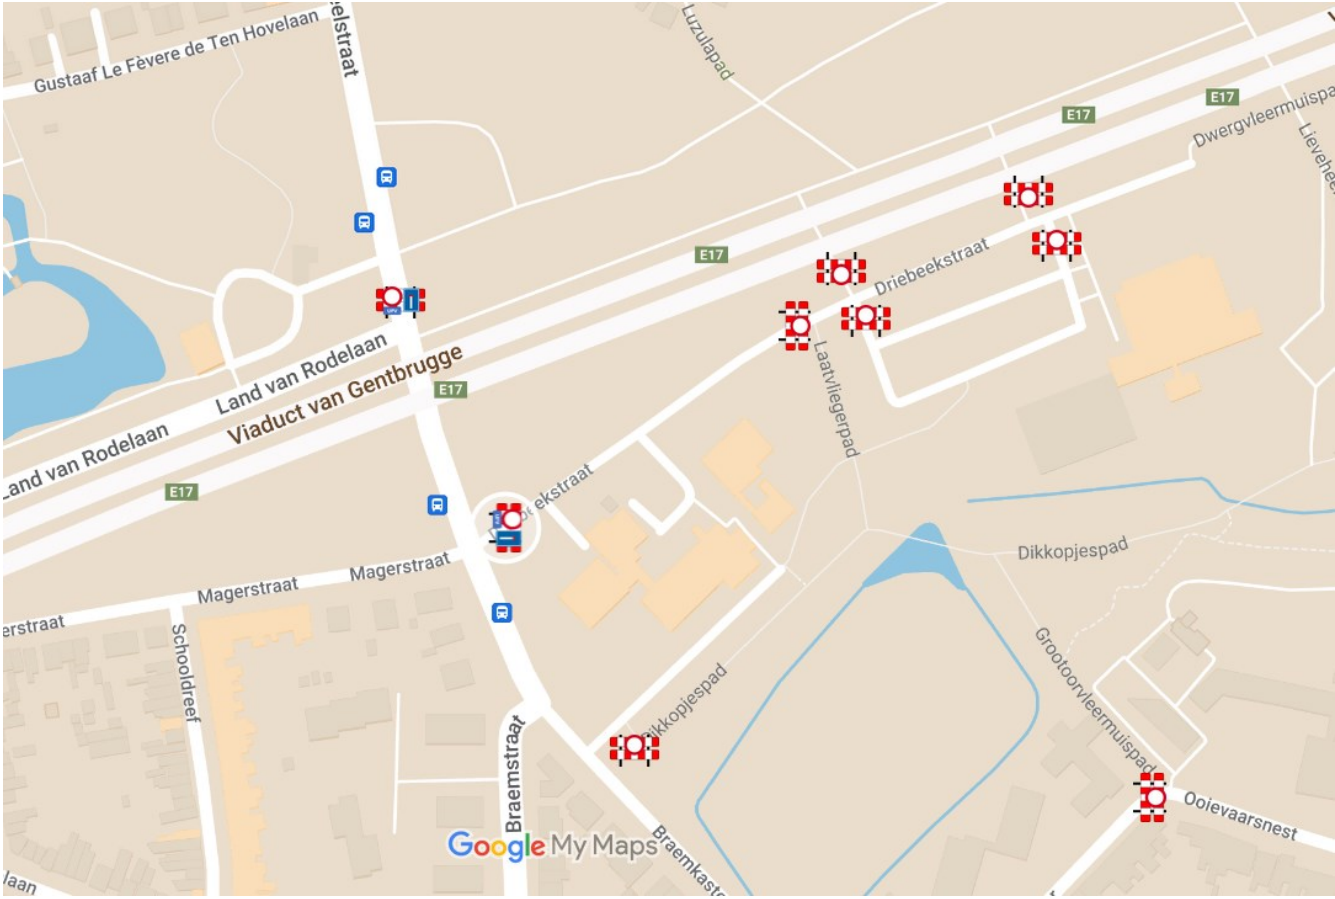 elstraat
Gustaaf Le Fèvere de Ten Hovelaan
Luzulapad
E17
E17
Dwergvleermuispa
Lievehee
E17
Driebeekstraat
Land van Rodelaan
Viaduct van Gentbrugge
E17
Laatvliegerpad
Land van Rodelaan
E17
eekstraat
Magerstraat
Magerstraat
erstraat
Schooldreef
Dikkopjespad
Grootoorvleermuispad
Dikkopjespad
Braemstraat
Ooievaarsnest
Google My Maps
Braemkaste
laan